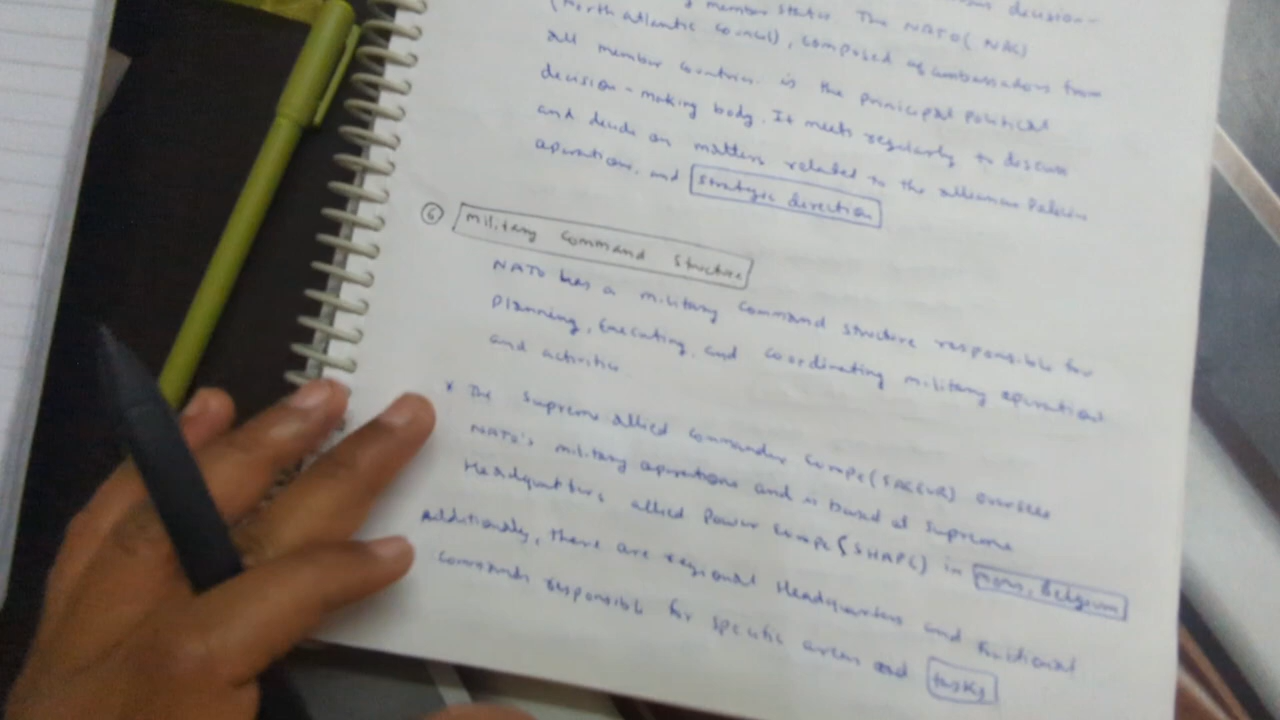 decision-
member states. The NATO( NAC)
(North atlantic Council), composed of ambassadors from
all member Countries. is the principal political
decision-making body. It meets regularly to discuss
and decide on matters related to the alliances Policies
operations, and Strategic direction
⑥ military Command Structure
NATO has a military command structure responsible for
Planning, Executing, and coordinating military operations
and activities
* The Supreme allied Commander Europe (SACEUR) oversees
NATO's military operations and is based at Supreme
Headquarters allied Power Europe (SHAPE) in mons, Belgium
Additionally, there are regional Headquarters and functional
Commands responsible for specific areas and tasks